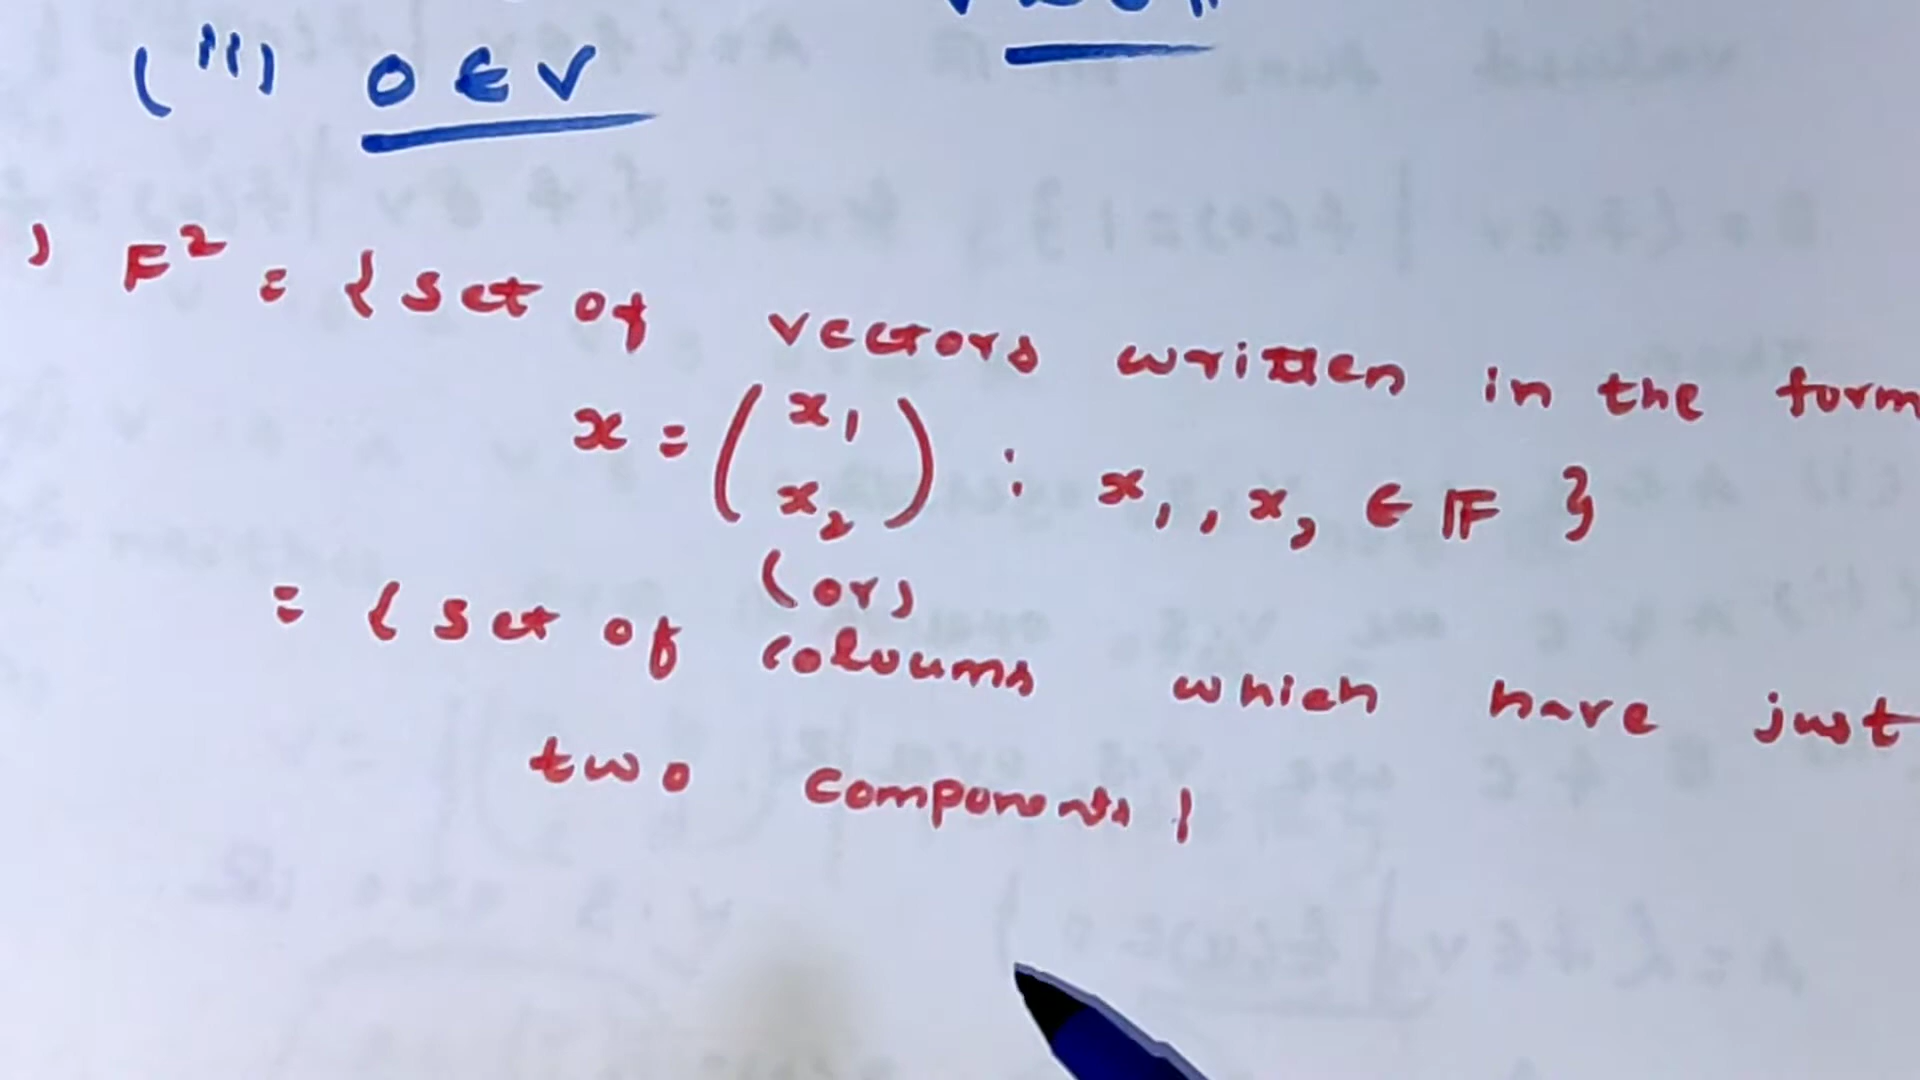 (iii) 0 ∈ V
) F² = { set of vectors written in the form
x = (x₁ x₂) : x₁, x₂ ∈ F }
(or)
= { set of coloums which have just
two components }